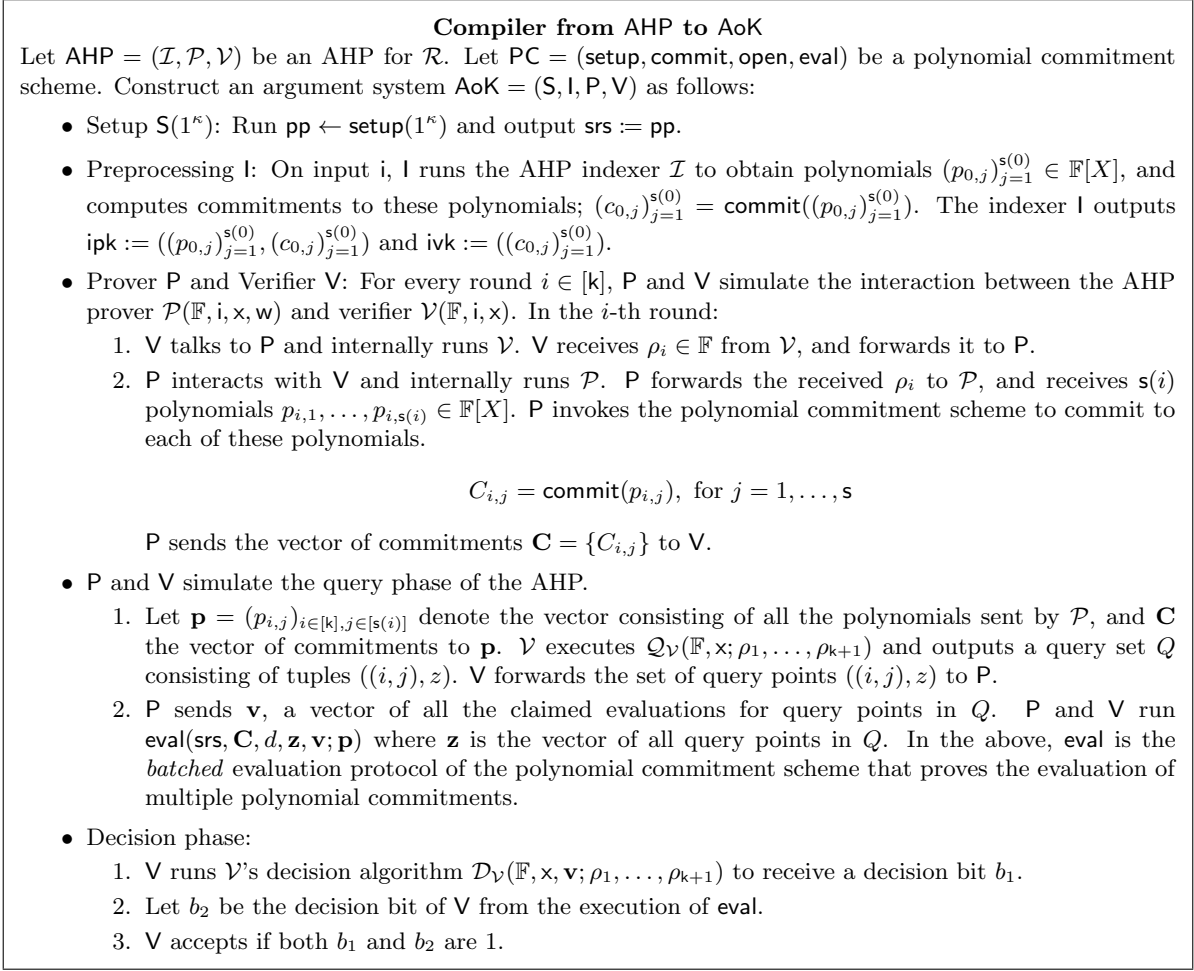 Compiler from AHP to AoK
Let AHP = (ℐ, 𝒫, 𝒱) be an AHP for ℛ. Let PC = (setup, commit, open, eval) be a polynomial commitment
scheme. Construct an argument system AoK = (S, I, P, V) as follows:
• Setup S(1^κ): Run pp ← setup(1^κ) and output srs := pp.
• Preprocessing I: On input i, I runs the AHP indexer ℐ to obtain polynomials (p_{0,j})_{j=1}^{s(0)} ∈ 𝔽[X], and
computes commitments to these polynomials; (c_{0,j})_{j=1}^{s(0)} = commit((p_{0,j})_{j=1}^{s(0)}). The indexer I outputs
ipk := ((p_{0,j})_{j=1}^{s(0)}, (c_{0,j})_{j=1}^{s(0)}) and ivk := ((c_{0,j})_{j=1}^{s(0)}).
• Prover P and Verifier V: For every round i ∈ [k], P and V simulate the interaction between the AHP
prover 𝒫(𝔽, i, x, w) and verifier 𝒱(𝔽, i, x). In the i-th round:
1. V talks to P and internally runs 𝒱. V receives ρ_i ∈ 𝔽 from 𝒱, and forwards it to P.
2. P interacts with V and internally runs 𝒫. P forwards the received ρ_i to 𝒫, and receives s(i)
polynomials p_{i,1}, . . . , p_{i,s(i)} ∈ 𝔽[X]. P invokes the polynomial commitment scheme to commit to
each of these polynomials.
C_{i,j} = commit(p_{i,j}), for j = 1, . . . , s
P sends the vector of commitments C = {C_{i,j}} to V.
• P and V simulate the query phase of the AHP.
1. Let p = (p_{i,j})_{i∈[k],j∈[s(i)]} denote the vector consisting of all the polynomials sent by 𝒫, and C
the vector of commitments to p. 𝒱 executes 𝒬_𝒱(𝔽, x; ρ_1, . . . , ρ_{k+1}) and outputs a query set Q
consisting of tuples ((i, j), z). V forwards the set of query points ((i, j), z) to P.
2. P sends v, a vector of all the claimed evaluations for query points in Q. P and V run
eval(srs, C, d, z, v; p) where z is the vector of all query points in Q. In the above, eval is the
batched evaluation protocol of the polynomial commitment scheme that proves the evaluation of
multiple polynomial commitments.
• Decision phase:
1. V runs 𝒱's decision algorithm 𝒟_𝒱(𝔽, x, v; ρ_1, . . . , ρ_{k+1}) to receive a decision bit b_1.
2. Let b_2 be the decision bit of V from the execution of eval.
3. V accepts if both b_1 and b_2 are 1.